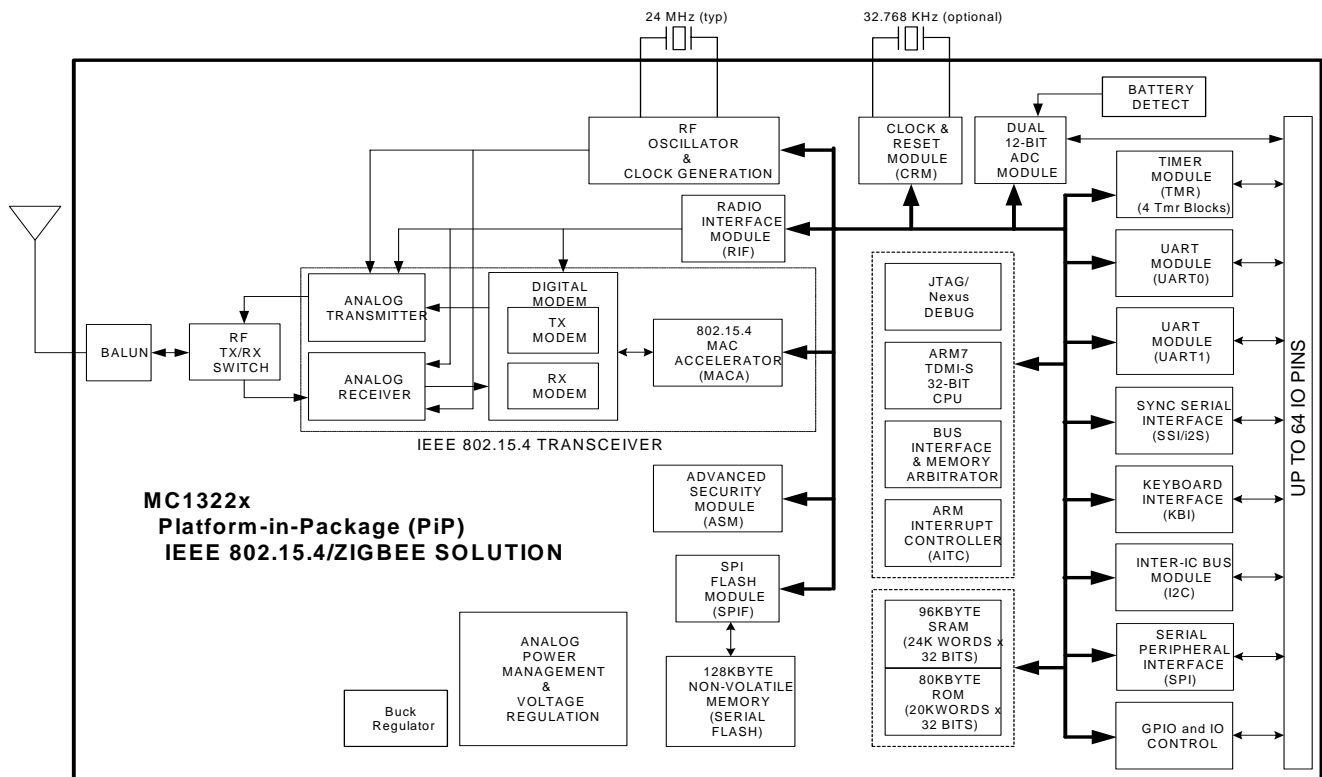 24 MHz (typ)
32.768 KHz (optional)
BATTERY
DETECT
RF
OSCILLATOR
&
CLOCK GENERATION
CLOCK &
RESET
MODULE
(CRM)
DUAL
12-BIT
ADC
MODULE
TIMER
MODULE
(TMR)
(4 Tmr Blocks)
RADIO
INTERFACE
MODULE
(RIF)
UART
MODULE
(UART0)
JTAG/
Nexus
DEBUG
ANALOG
TRANSMITTER
DIGITAL
MODEM
TX
MODEM
RX
MODEM
802.15.4
MAC
ACCELERATOR
(MACA)
BALUN
RF
TX/RX
SWITCH
ANALOG
RECEIVER
IEEE 802.15.4 TRANSCEIVER
ARM7
TDMI-S
32-BIT
CPU
UART
MODULE
(UART1)
BUS
INTERFACE
& MEMORY
ARBITRATOR
SYNC SERIAL
INTERFACE
(SSI/i2S)
UP TO 64 IO PINS
ADVANCED
SECURITY
MODULE
(ASM)
ARM
INTERRUPT
CONTROLLER
(AITC)
KEYBOARD
INTERFACE
(KBI)
MC1322x
Platform-in-Package (PiP)
IEEE 802.15.4/ZIGBEE SOLUTION
SPI
FLASH
MODULE
(SPIF)
INTER-IC BUS
MODULE
(I2C)
96KBYTE
SRAM
(24K WORDS x
32 BITS)
SERIAL
PERIPHERAL
INTERFACE
(SPI)
ANALOG
POWER
MANAGEMENT
&
VOLTAGE
REGULATION
128KBYTE
NON-VOLATILE
MEMORY
(SERIAL
FLASH)
80KBYTE
ROM
(20KWORDS x
32 BITS)
Buck
Regulator
GPIO and IO
CONTROL